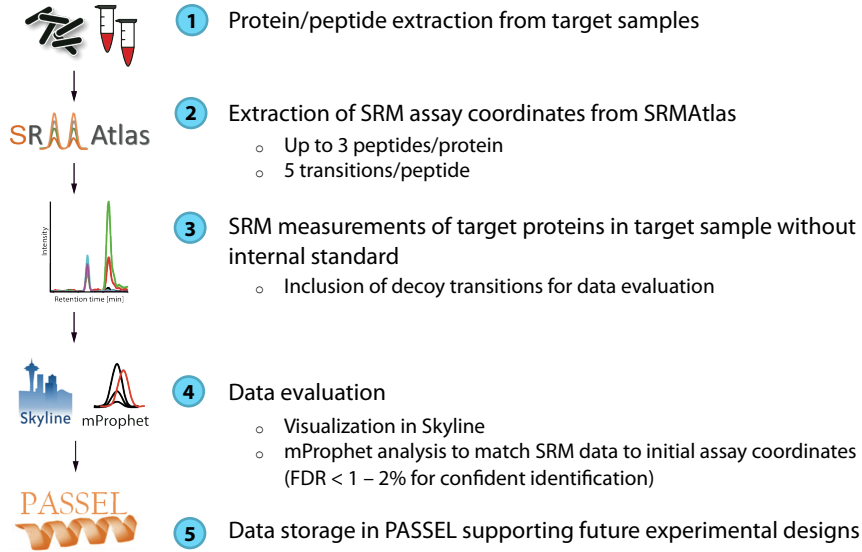 1 Protein/peptide extraction from target samples
SRM Atlas
2 Extraction of SRM assay coordinates from SRMAtlas
○ Up to 3 peptides/protein
○ 5 transitions/peptide
Intensity
Retention time [min]
3 SRM measurements of target proteins in target sample without
internal standard
○ Inclusion of decoy transitions for data evaluation
Skyline
mProphet
4 Data evaluation
○ Visualization in Skyline
○ mProphet analysis to match SRM data to initial assay coordinates
(FDR < 1 – 2% for confident identification)
PASSEL
5 Data storage in PASSEL supporting future experimental designs